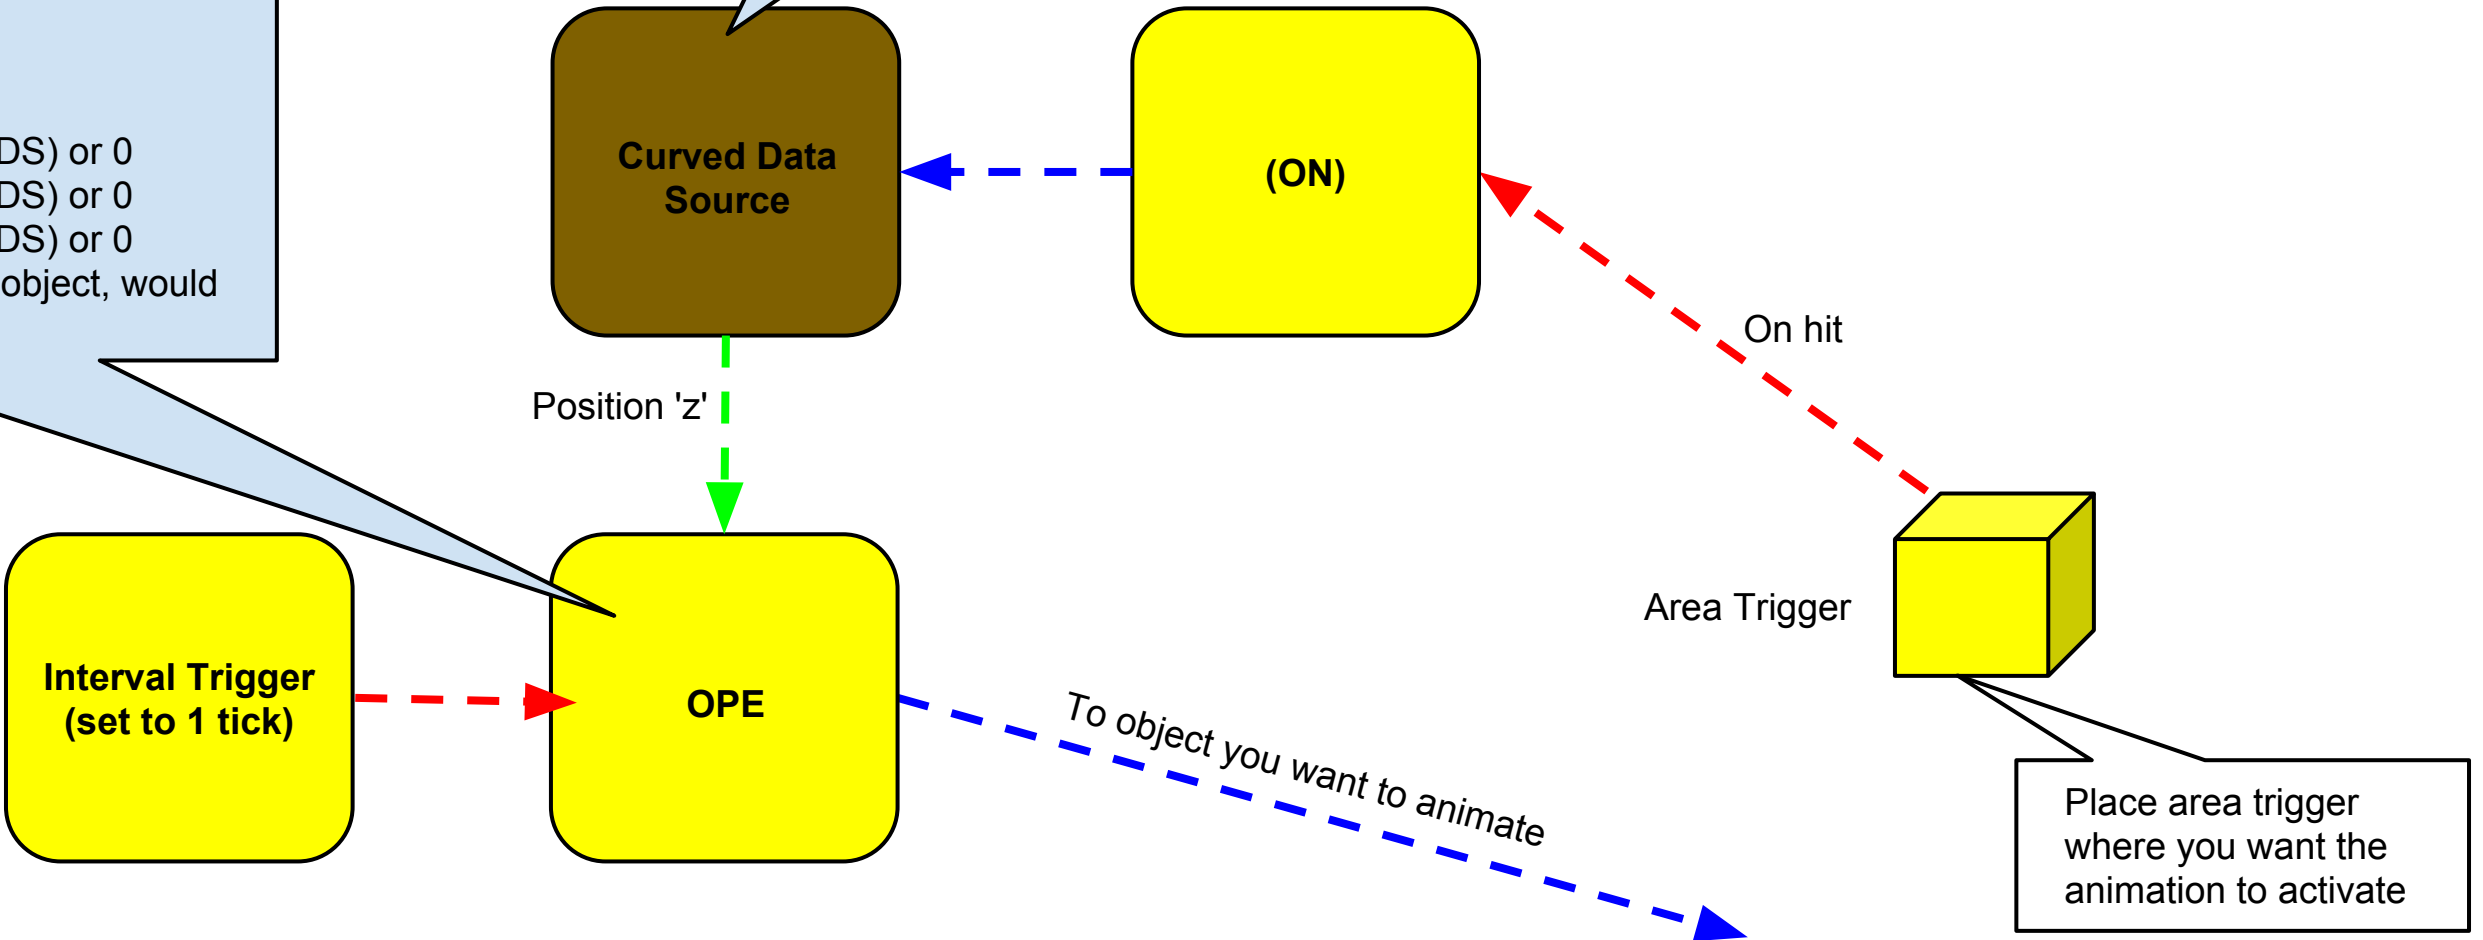 DS) or 0
DS) or 0
DS) or 0
object, would
Curved Data
Source
(ON)
On hit
Position 'z'
Interval Trigger
(set to 1 tick)
OPE
To object you want to animate
Area Trigger
Place area trigger
where you want the
animation to activate